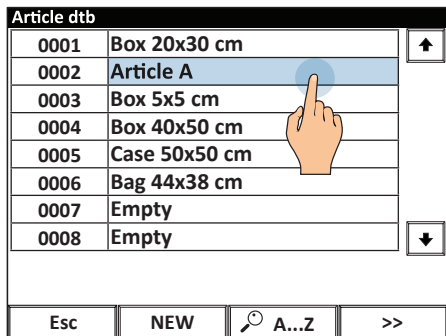 Article dtb
0001 Box 20x30 cm
0002 Article A
0003 Box 5x5 cm
0004 Box 40x50 cm
0005 Case 50x50 cm
0006 Bag 44x38 cm
0007 Empty
0008 Empty
Esc NEW A...Z >>